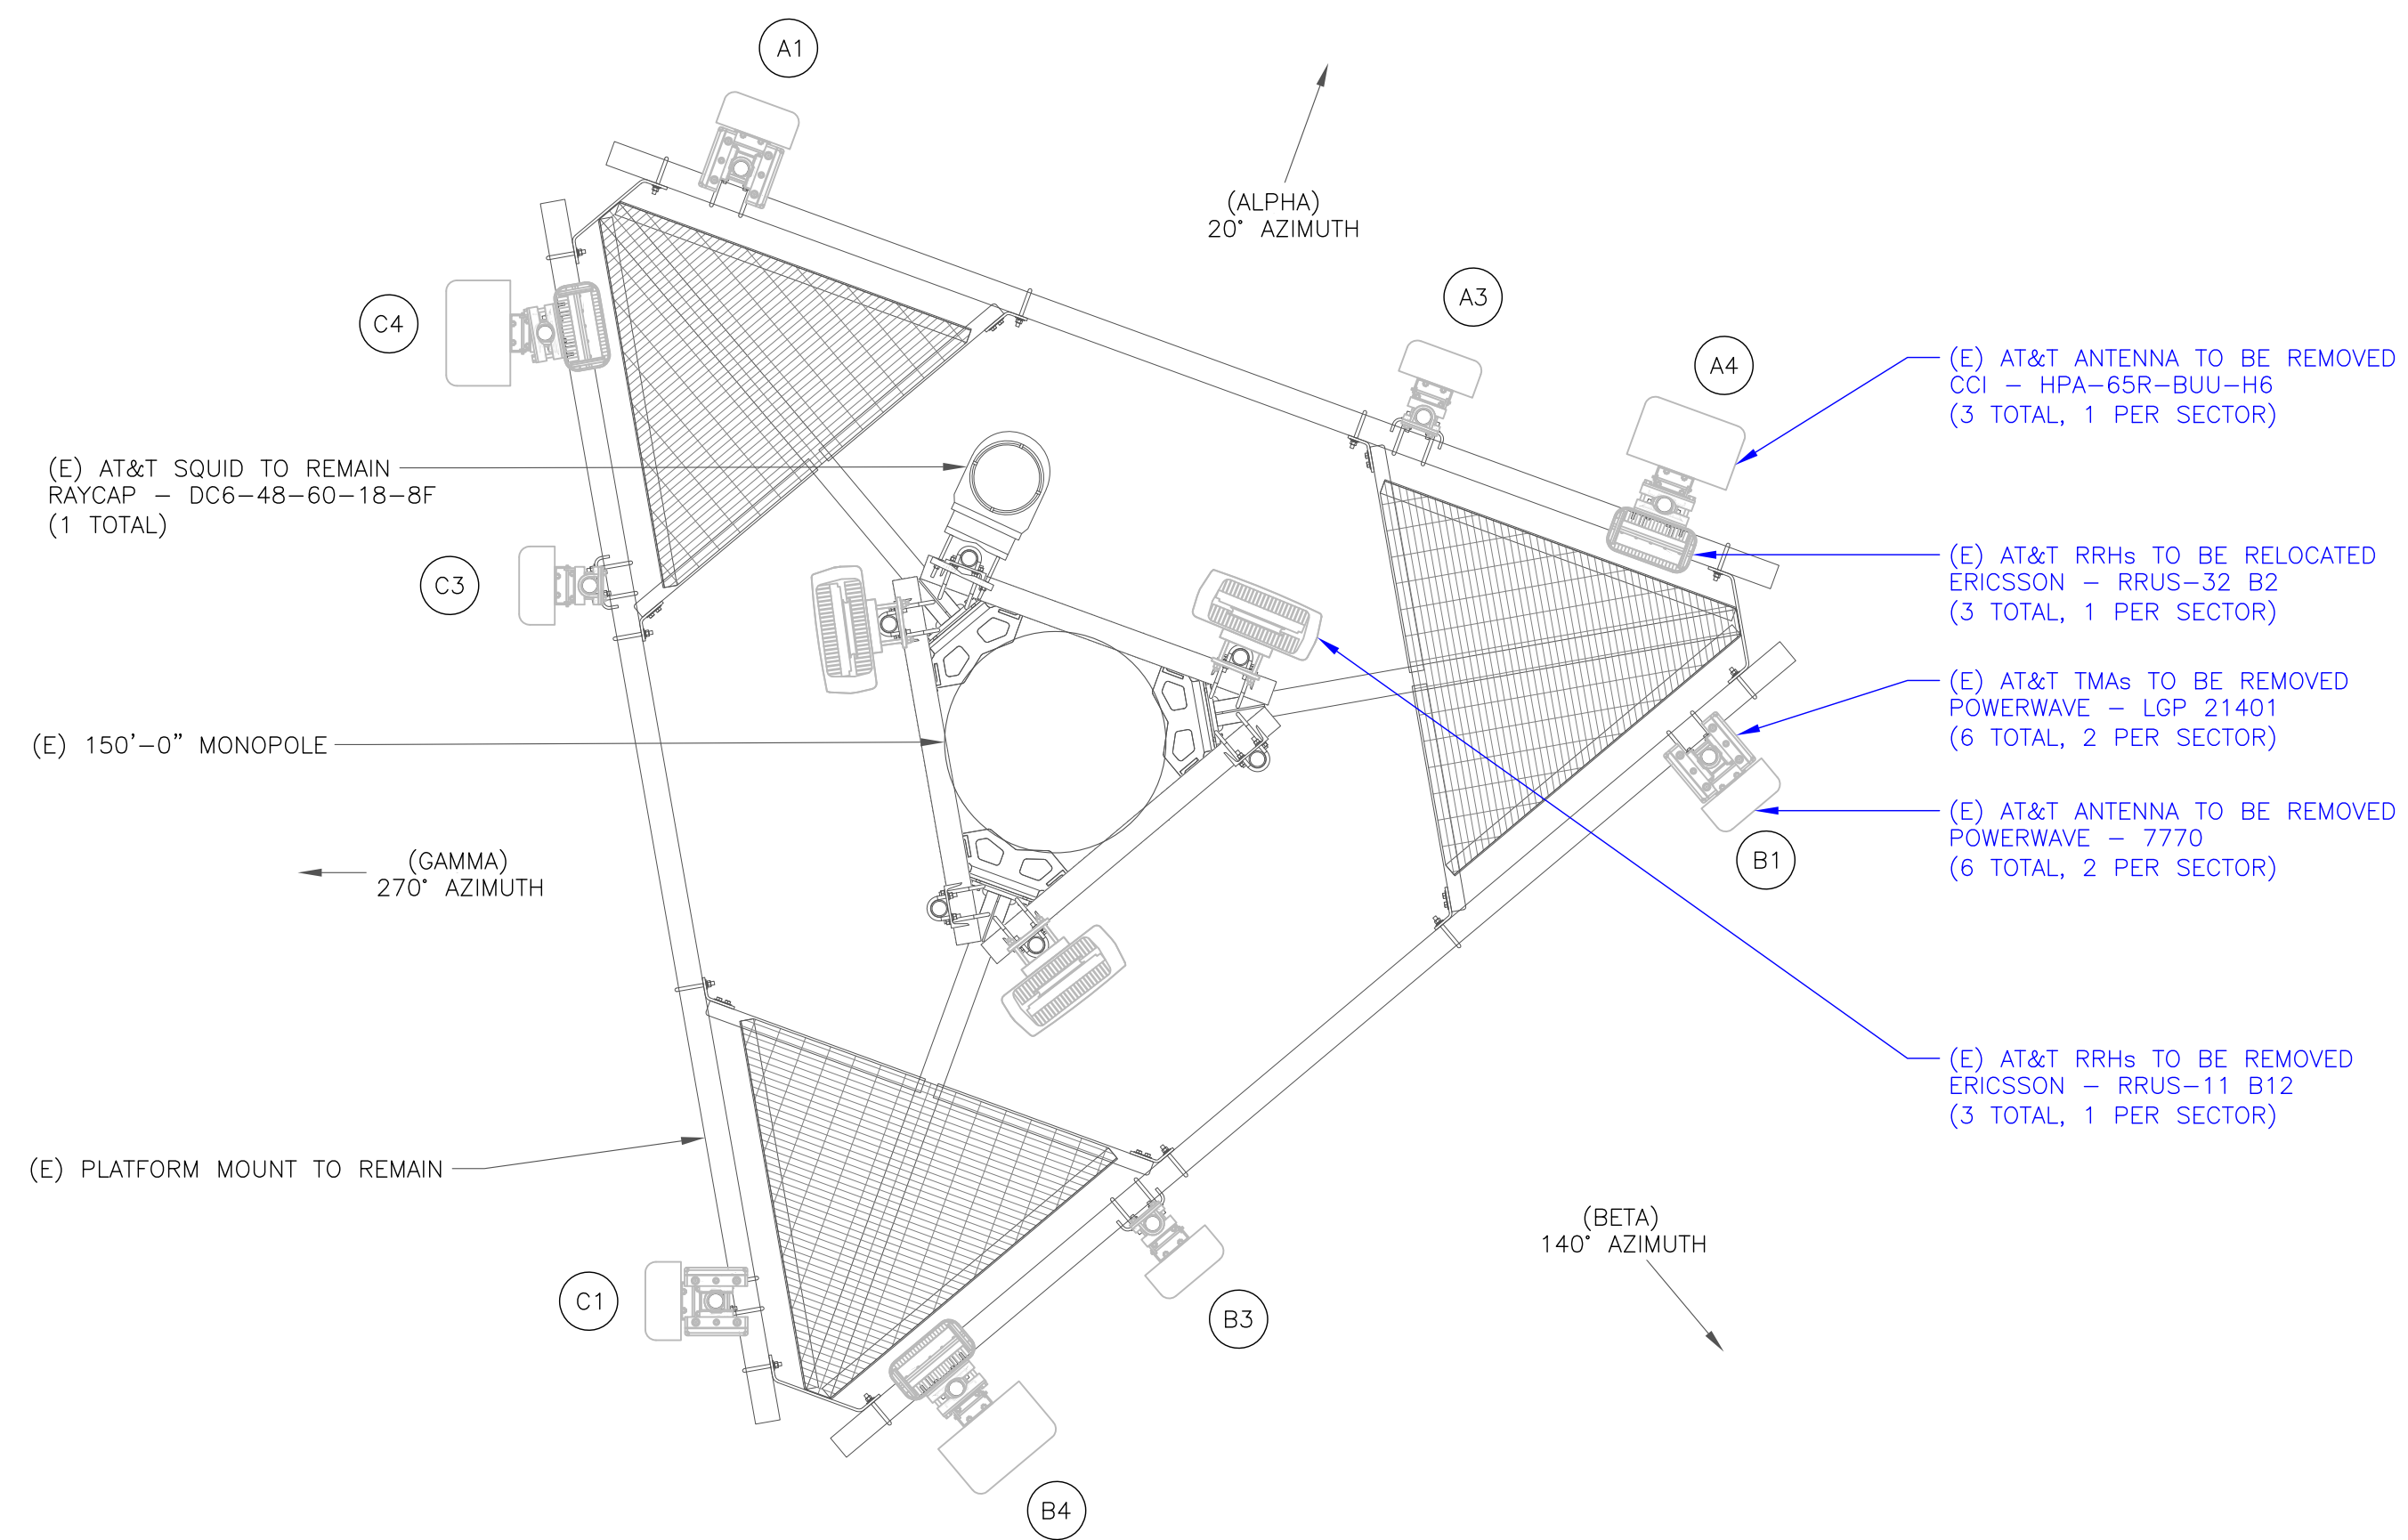 A1
(ALPHA)
20° AZIMUTH
A3
C4
A4
(E) AT&T ANTENNA TO BE REMOVED
CCI - HPA-65R-BUU-H6
(3 TOTAL, 1 PER SECTOR)
(E) AT&T SQUID TO REMAIN
RAYCAP - DC6-48-60-18-8F
(1 TOTAL)
C3
(E) AT&T RRHs TO BE RELOCATED
ERICSSON - RRUS-32 B2
(3 TOTAL, 1 PER SECTOR)
(E) AT&T TMAs TO BE REMOVED
POWERWAVE - LGP 21401
(6 TOTAL, 2 PER SECTOR)
(E) 150'-0" MONOPOLE
(E) AT&T ANTENNA TO BE REMOVED
POWERWAVE - 7770
(6 TOTAL, 2 PER SECTOR)
B1
(GAMMA)
270° AZIMUTH
(E) AT&T RRHs TO BE REMOVED
ERICSSON - RRUS-11 B12
(3 TOTAL, 1 PER SECTOR)
(E) PLATFORM MOUNT TO REMAIN
(BETA)
140° AZIMUTH
C1
B3
B4